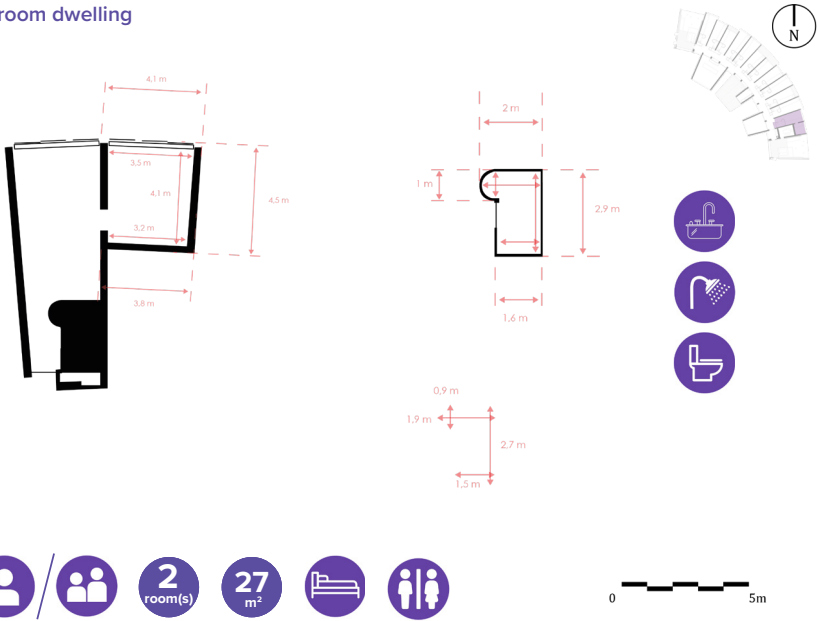 room dwelling
N
4,1 m
3,5 m
4,1 m
4,5 m
3,2 m
3,8 m
2 m
1 m
2,9 m
1,6 m
0,9 m
1,9 m
2,7 m
1,5 m
2
room(s)
27
m²
0
5m